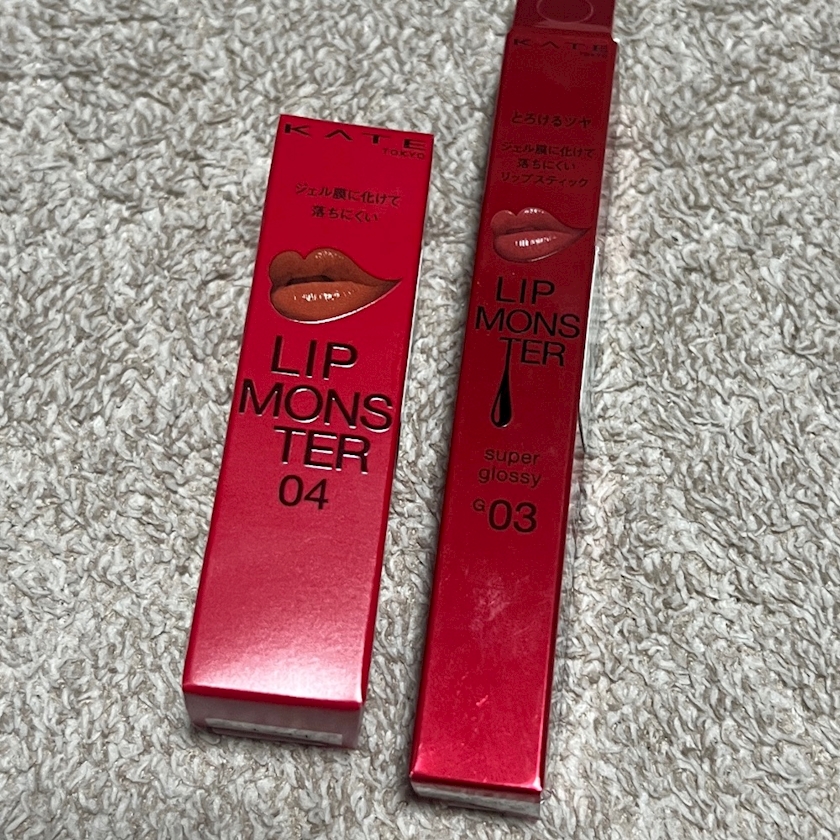 KATE
TOKYO
ジェル膜に化けて
落ちにくい
LIP
MONS
TER
04
KATE
TOKYO
とろけるツヤ
ジェル膜に化けて
落ちにくい
リップスティック
LIP
MONS
TER
super
glossy
G03